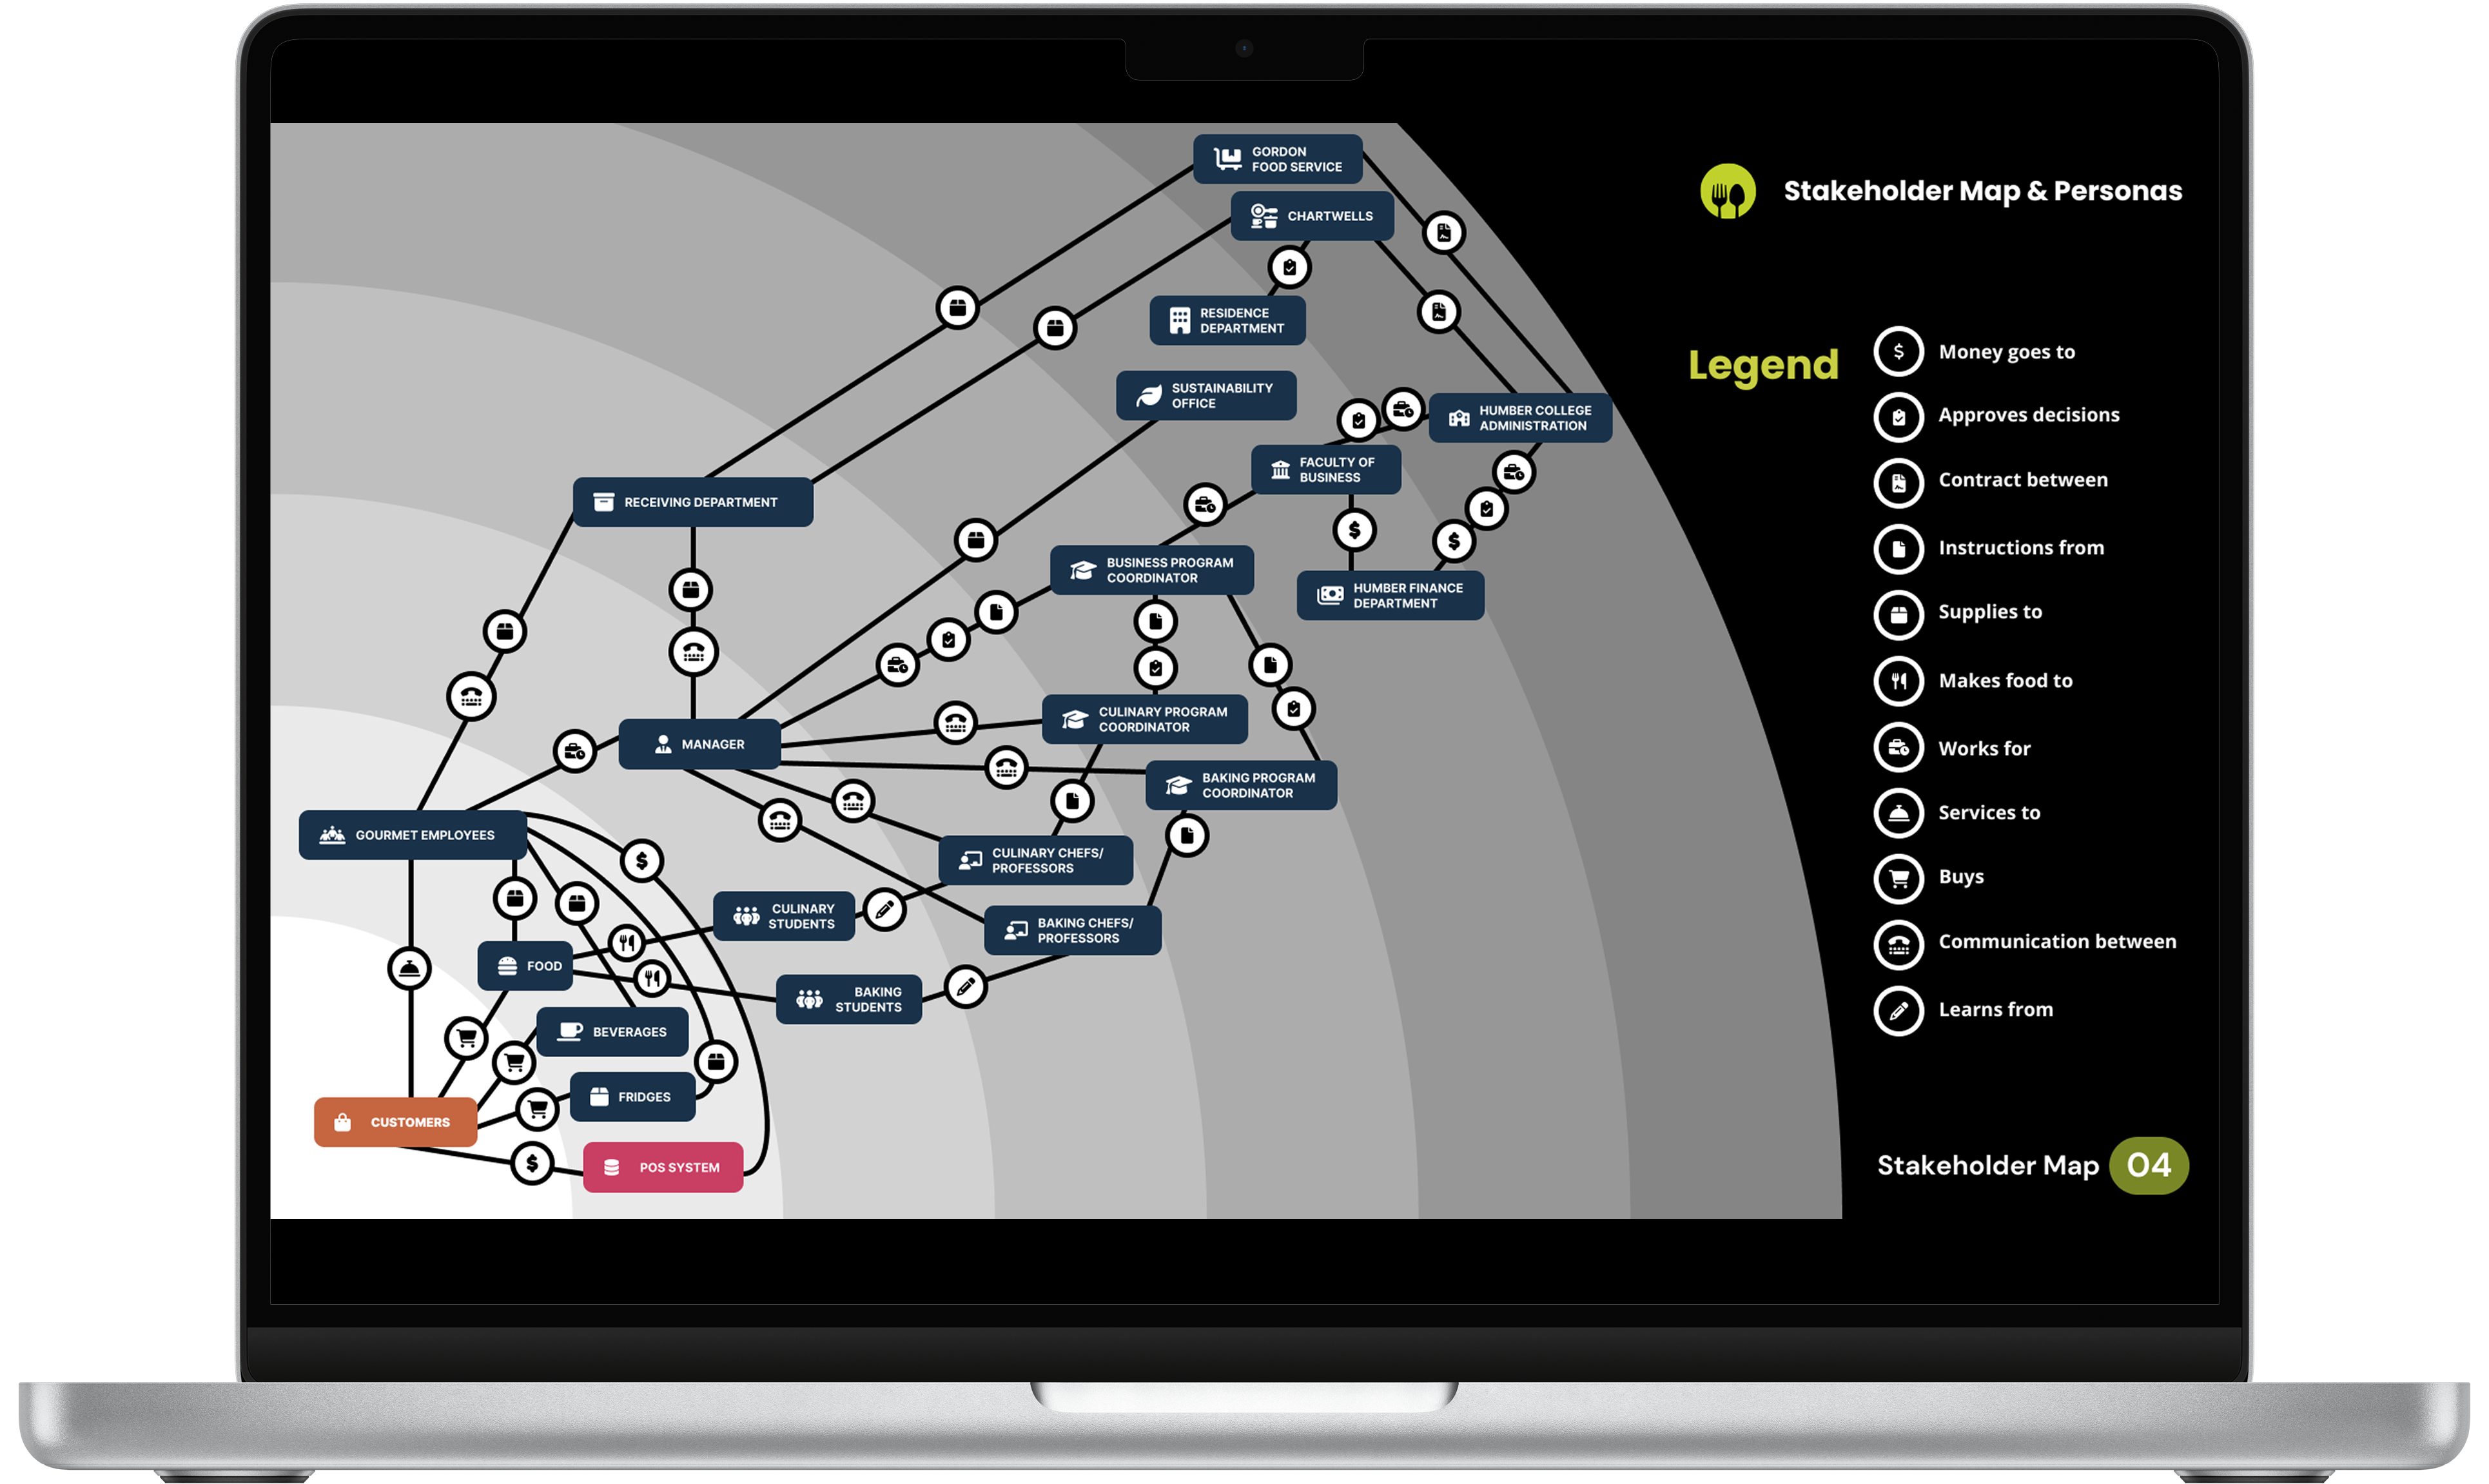 GORDON
FOOD SERVICE
CHARTWELLS
RESIDENCE
DEPARTMENT
SUSTAINABILITY
OFFICE
HUMBER COLLEGE
ADMINISTRATION
FACULTY OF
BUSINESS
RECEIVING DEPARTMENT
BUSINESS PROGRAM
COORDINATOR
HUMBER FINANCE
DEPARTMENT
CULINARY PROGRAM
COORDINATOR
MANAGER
BAKING PROGRAM
COORDINATOR
GOURMET EMPLOYEES
CULINARY CHEFS/
PROFESSORS
CULINARY
STUDENTS
BAKING CHEFS/
PROFESSORS
FOOD
BAKING
STUDENTS
BEVERAGES
FRIDGES
CUSTOMERS
POS SYSTEM
Stakeholder Map & Personas
Legend
Money goes to
Approves decisions
Contract between
Instructions from
Supplies to
Makes food to
Works for
Services to
Buys
Communication between
Learns from
Stakeholder Map 04